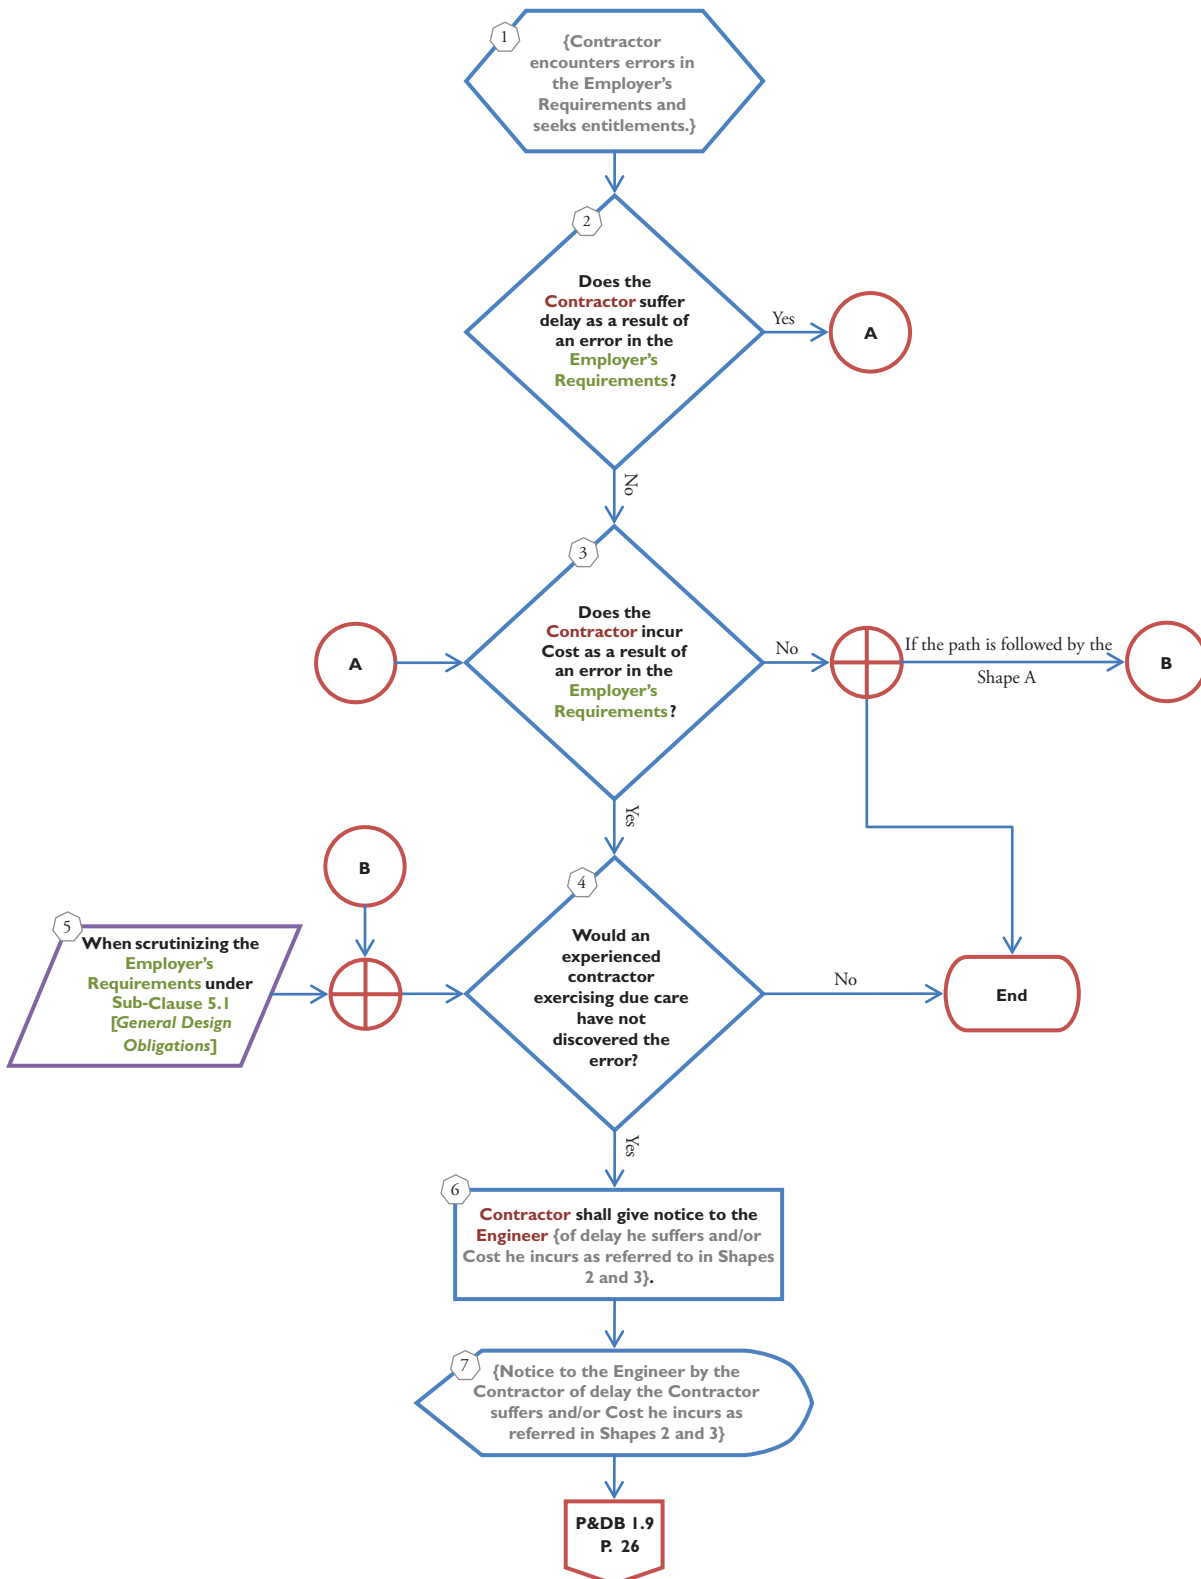 1
{Contractor
encounters errors in
the Employer’s
Requirements and
seeks entitlements.}
2
Does the
Contractor suffer
delay as a result of
an error in the
Employer’s
Requirements?
Yes
A
No
3
Does the
Contractor incur
Cost as a result of
an error in the
Employer’s
Requirements?
A
No
If the path is followed by the
Shape A
B
Yes
B
4
Would an
experienced
contractor
exercising due care
have not
discovered the
error?
5
When scrutinizing the
Employer’s
Requirements under
Sub-Clause 5.1
[General Design
Obligations]
No
End
Yes
6
Contractor shall give notice to the
Engineer {of delay he suffers and/or
Cost he incurs as referred to in Shapes
2 and 3}.
7
{Notice to the Engineer by the
Contractor of delay the Contractor
suffers and/or Cost he incurs as
referred in Shapes 2 and 3}
P&DB 1.9
P. 26